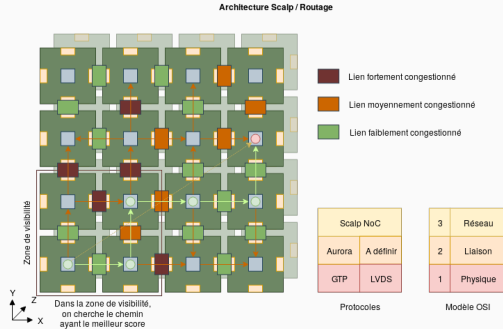 Architecture Scalp / Routage
Lien fortement congestionné
Lien moyennement congestionné
Lien faiblement congestionné
Zone de visibilité
Scalp NoC
Aurora
A définir
GTP
LVDS
Protocoles
3
Réseau
2
Liaison
1
Physique
Modèle OSI
Y
Z
X
Dans la zone de visibilité,
on cherche le chemin
ayant le meilleur score